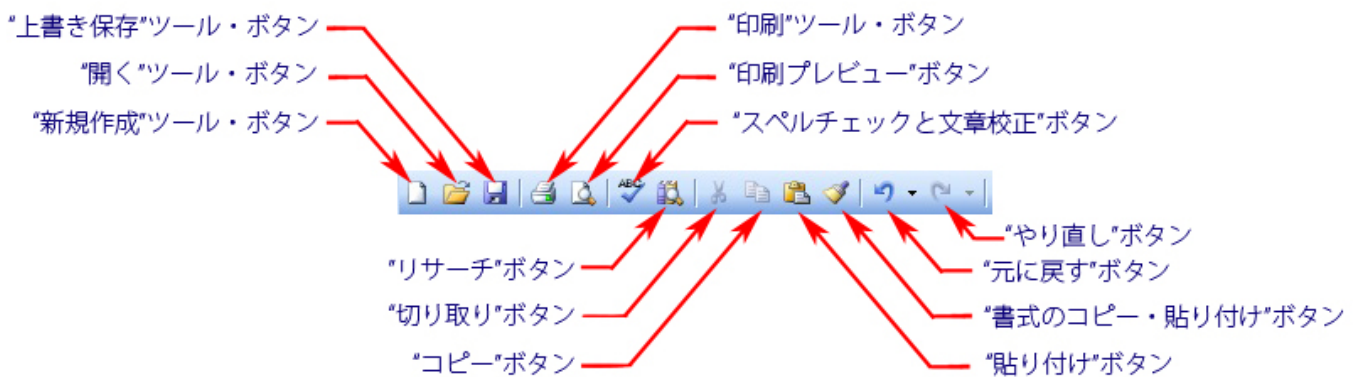 "上書き保存"ツール・ボタン
"開く"ツール・ボタン
"新規作成"ツール・ボタン
"印刷"ツール・ボタン
"印刷プレビュー"ボタン
"スペルチェックと文章校正"ボタン
ABC
"リサーチ"ボタン
"切り取り"ボタン
"コピー"ボタン
"やり直し"ボタン
"元に戻す"ボタン
"書式のコピー・貼り付け"ボタン
"貼り付け"ボタン